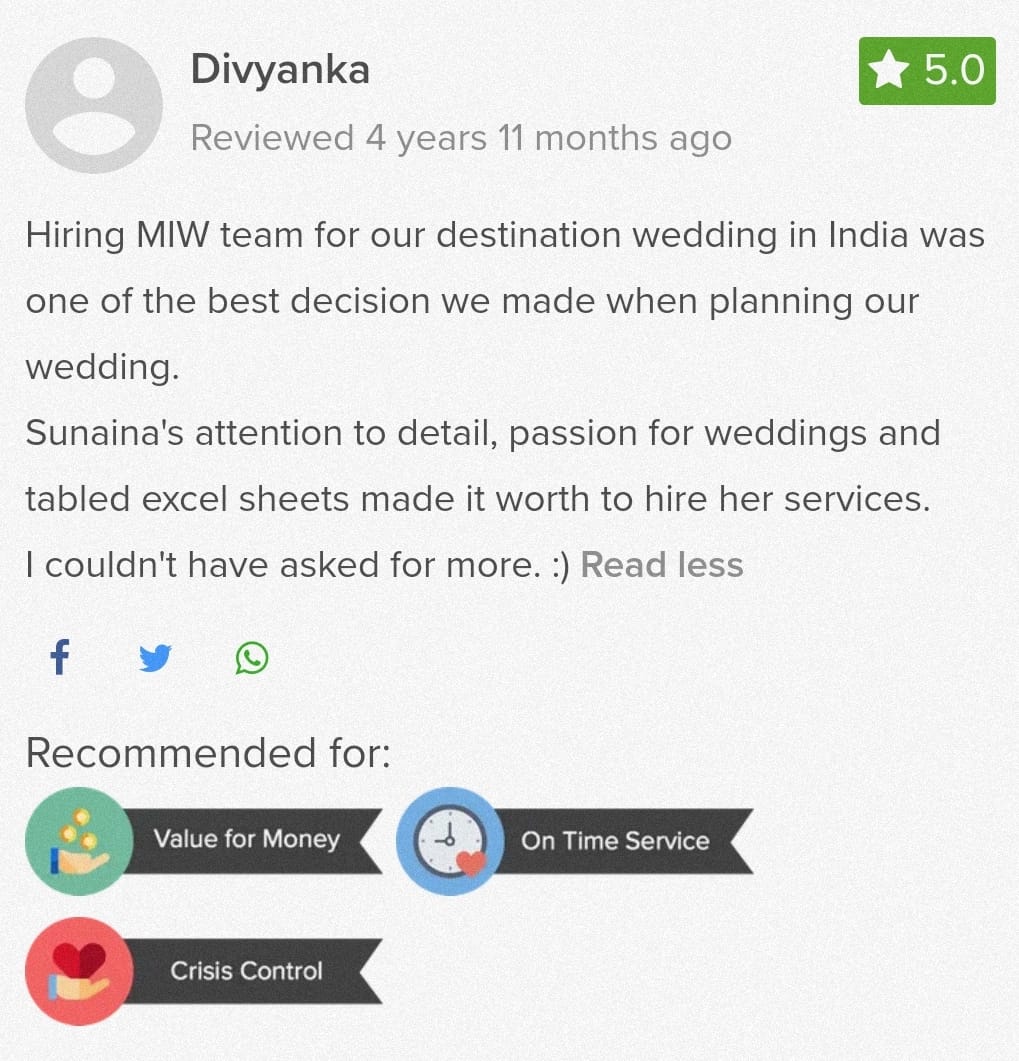 Divyanka
5.0
Reviewed 4 years 11 months ago
Hiring MIW team for our destination wedding in India was
one of the best decision we made when planning our
wedding.
Sunaina's attention to detail, passion for weddings and
tabled excel sheets made it worth to hire her services.
I couldn't have asked for more. :) Read less
Recommended for:
Value for Money
On Time Service
Crisis Control